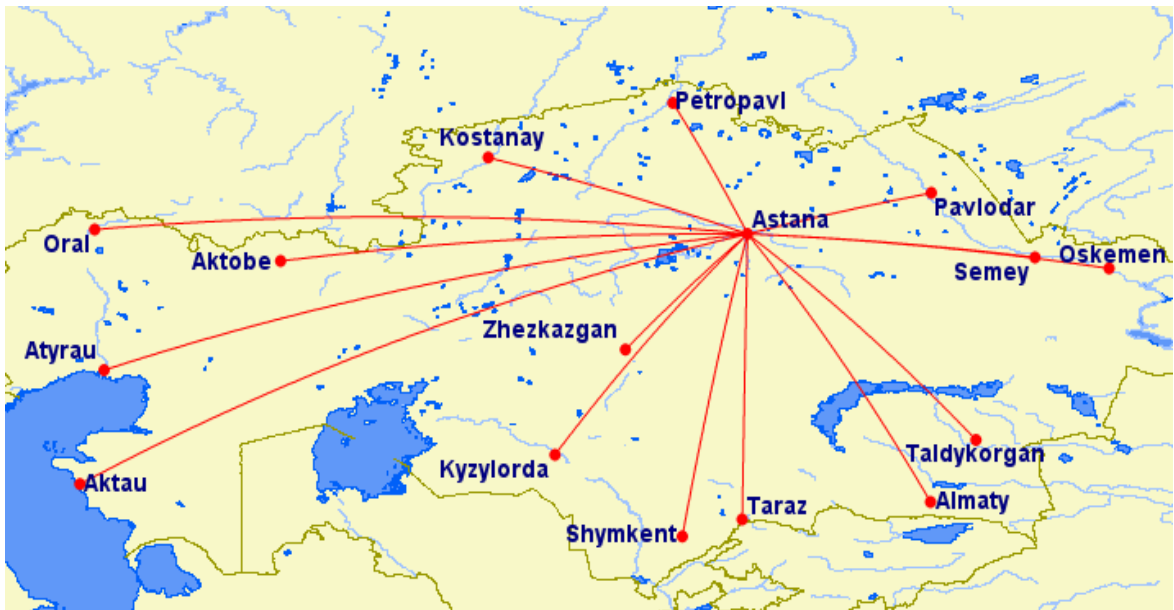 Petropavl
Kostanay
Pavlodar
Astana
Oral
Aktobe
Semey
Oskemen
Zhezkazgan
Atyrau
Taldykorgan
Kyzylorda
Aktau
Almaty
Taraz
Shymkent